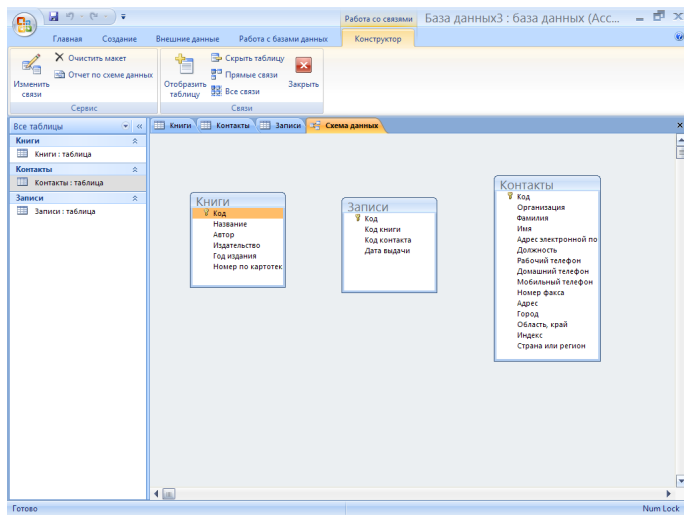 Работа со связями
База данных3 : база данных (Acc...
Главная
Создание
Внешние данные
Работа с базами данных
Конструктор
Изменить связи
Очистить макет
Отчет по схеме данных
Сервис
Отобразить таблицу
Скрыть таблицу
Прямые связи
Все связи
Закрыть
Связи
Все таблицы
Книги
Книги : таблица
Контакты
Контакты : таблица
Записи
Записи : таблица
Книги
Контакты
Записи
Схема данных
Книги
Код
Название
Автор
Издательство
Год издания
Номер по картотек
Записи
Код
Код книги
Код контакта
Дата выдачи
Контакты
Код
Организация
Фамилия
Имя
Адрес электронной по
Должность
Рабочий телефон
Домашний телефон
Мобильный телефон
Номер факса
Адрес
Город
Область, край
Индекс
Страна или регион
Готово
Num Lock